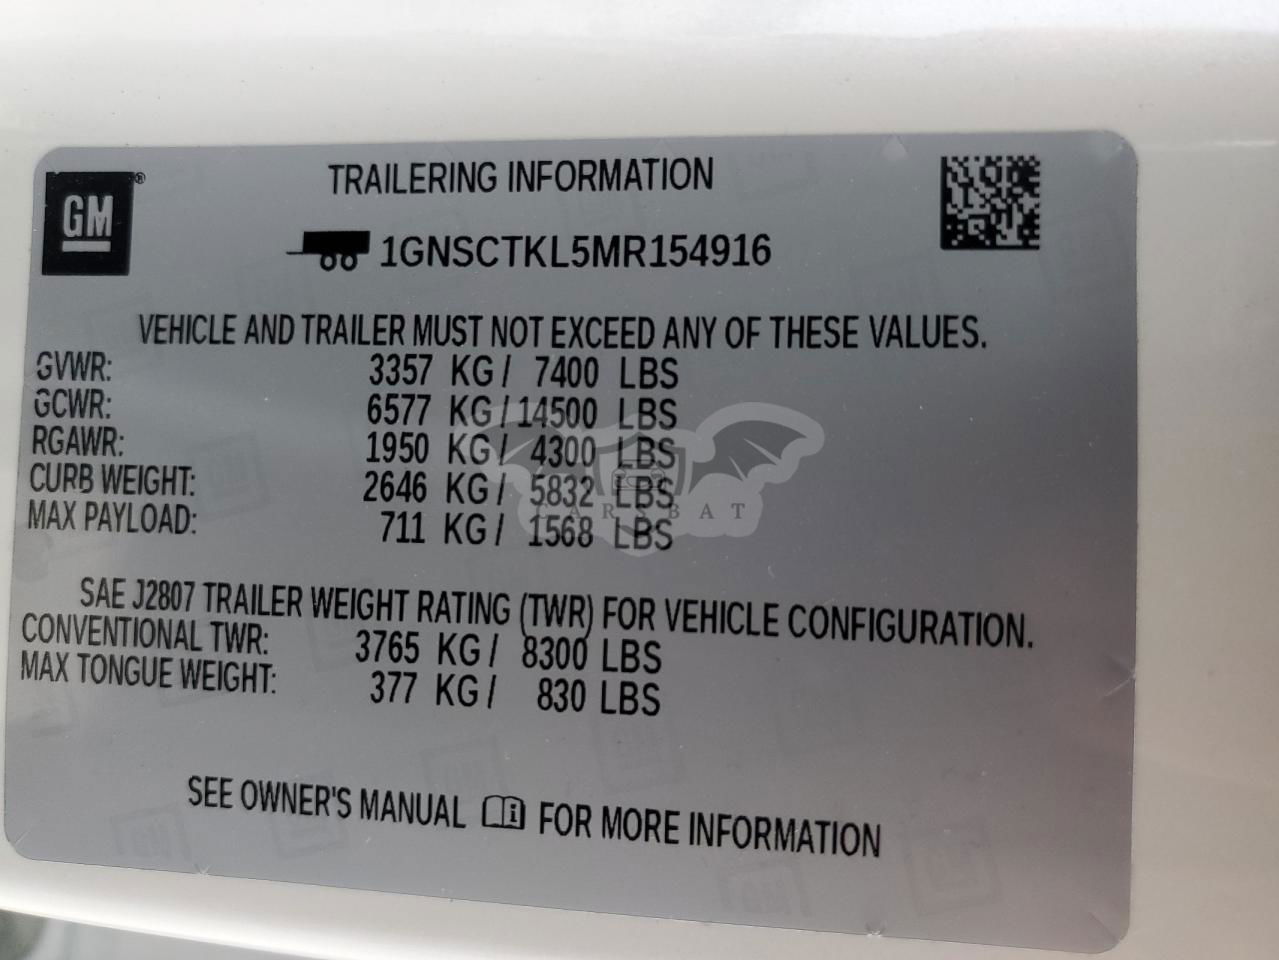 GM®
TRAILERING INFORMATION
1GNSCTKL5MR154916
VEHICLE AND TRAILER MUST NOT EXCEED ANY OF THESE VALUES.
GVWR: 3357 KG / 7400 LBS
GCWR: 6577 KG / 14500 LBS
RGAWR: 1950 KG / 4300 LBS
CURB WEIGHT: 2646 KG / 5832 LBS
MAX PAYLOAD: 711 KG / 1568 LBS
CARSBAT
SAE J2807 TRAILER WEIGHT RATING (TWR) FOR VEHICLE CONFIGURATION.
CONVENTIONAL TWR: 3765 KG / 8300 LBS
MAX TONGUE WEIGHT: 377 KG / 830 LBS
SEE OWNER'S MANUAL FOR MORE INFORMATION